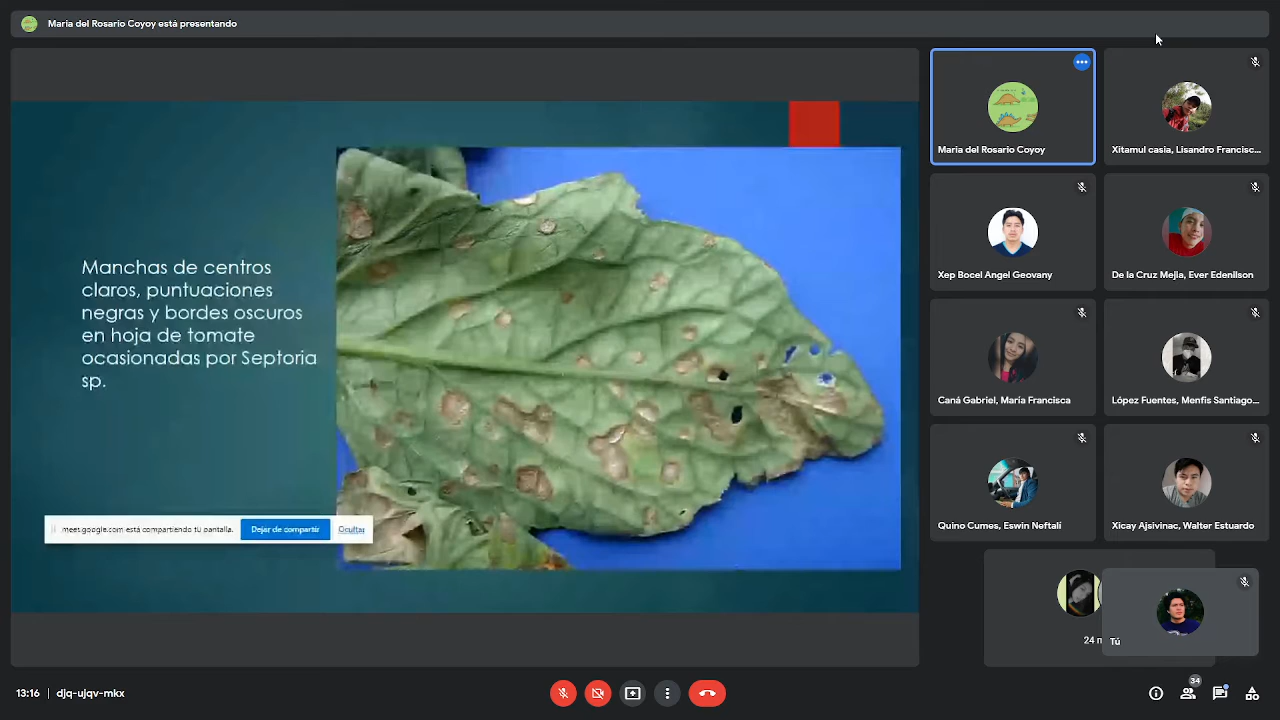 Maria del Rosario Coyoy está presentando
Manchas de centros
claros, puntuaciones
negras y bordes oscuros
en hoja de tomate
ocasionadas por Septoria
sp.
meet.google.com está compartiendo tu pantalla.
Dejar de compartir
Ocultar
Maria del Rosario Coyoy
Xitamul casia, Lisandro Francisc...
Xep Bocel Angel Geovany
De la Cruz Mejia, Ever Edenilson
Caná Gabriel, María Francisca
López Fuentes, Menfis Santiago...
Quino Cumes, Eswin Neftalí
Xicay Ajsivinac, Walter Estuardo
24 m
Tú
13:16
djq-ujqv-mkx
34